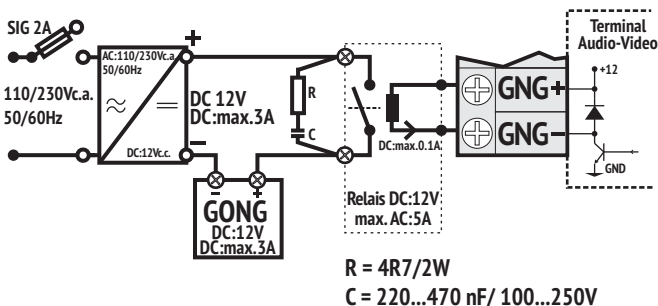 SIG 2A
AC:110/230Vc.a.
50/60Hz
DC:12Vc.c.
110/230Vc.a.
50/60Hz
+
DC 12V
DC:max.3A
−
R
C
− +
GONG
DC:12V
DC:max.3A
DC:max.0.1A
Relais DC:12V
max. AC:5A
GNG+
GNG−
Terminal
Audio-Video
+12
GND
R = 4R7/2W
C = 220...470 nF/ 100...250V